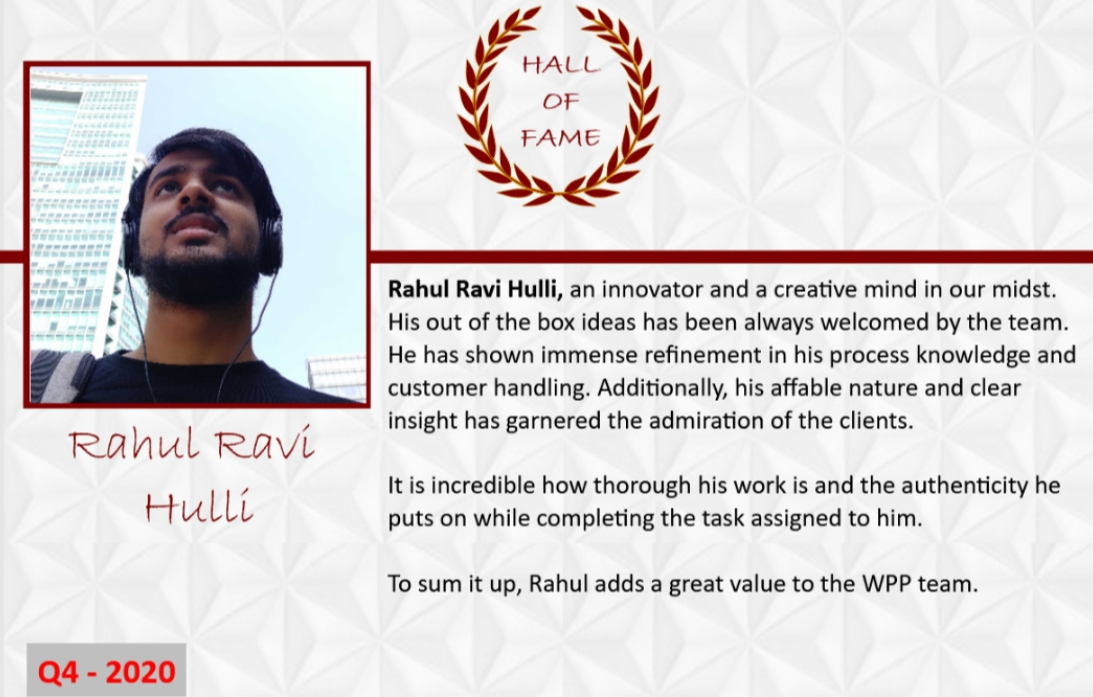 HALL
OF
FAME
Rahul Ravi Hulli, an innovator and a creative mind in our midst.
His out of the box ideas has been always welcomed by the team.
He has shown immense refinement in his process knowledge and
customer handling. Additionally, his affable nature and clear
insight has garnered the admiration of the clients.
It is incredible how thorough his work is and the authenticity he
puts on while completing the task assigned to him.
To sum it up, Rahul adds a great value to the WPP team.
Rahul Ravi
Hulli
Q4 - 2020